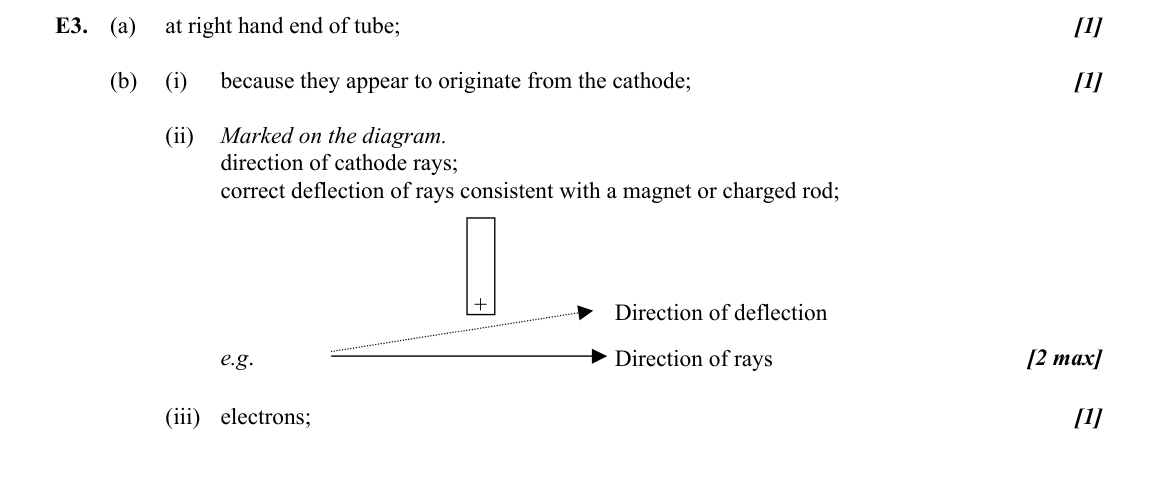 E3. (a) at right hand end of tube; [1]
(b) (i) because they appear to originate from the cathode; [1]
(ii) Marked on the diagram.
direction of cathode rays;
correct deflection of rays consistent with a magnet or charged rod;
+
Direction of deflection
e.g. Direction of rays [2 max]
(iii) electrons; [1]